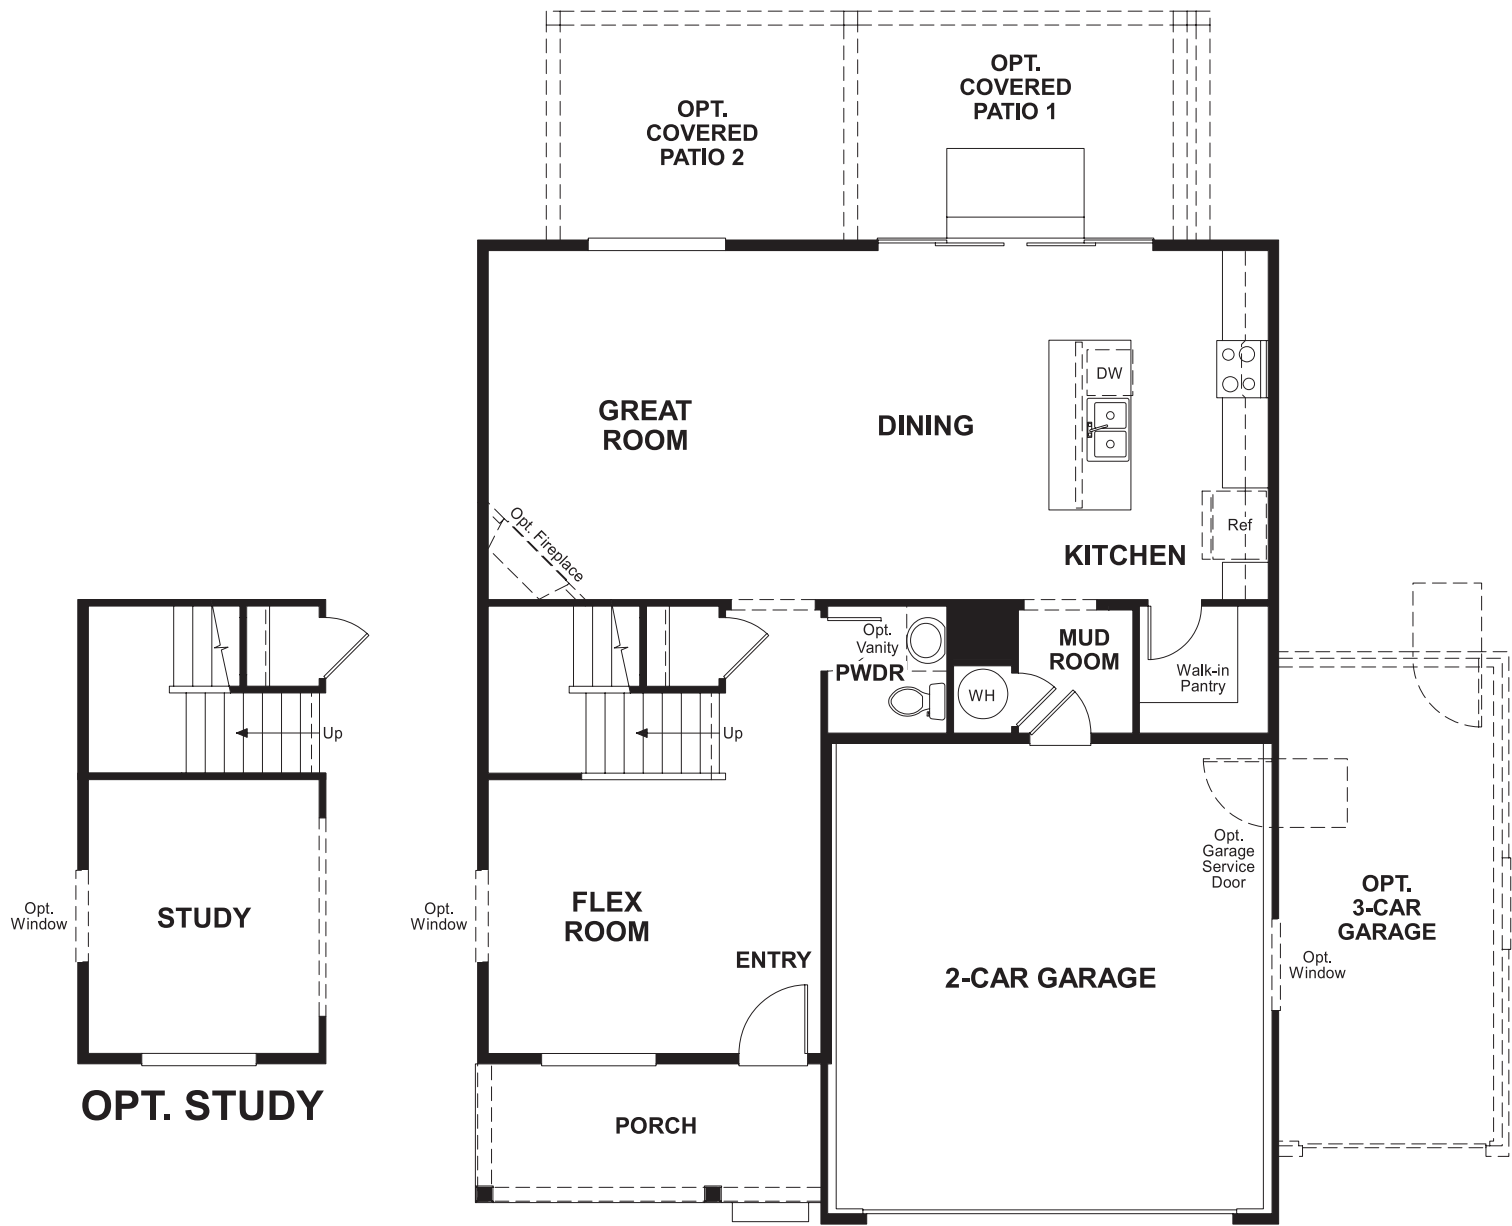 OPT.
COVERED
PATIO 1
OPT.
COVERED
PATIO 2
DW
GREAT
ROOM
DINING
Ref
Opt. Fireplace
KITCHEN
Opt.
Vanity
PWDR
MUD
ROOM
Walk-in
Pantry
WH
Up
Up
Opt.
Garage
Service
Door
Opt.
Window
STUDY
Opt.
Window
FLEX
ROOM
ENTRY
2-CAR GARAGE
OPT.
3-CAR
GARAGE
Opt.
Window
OPT. STUDY
PORCH